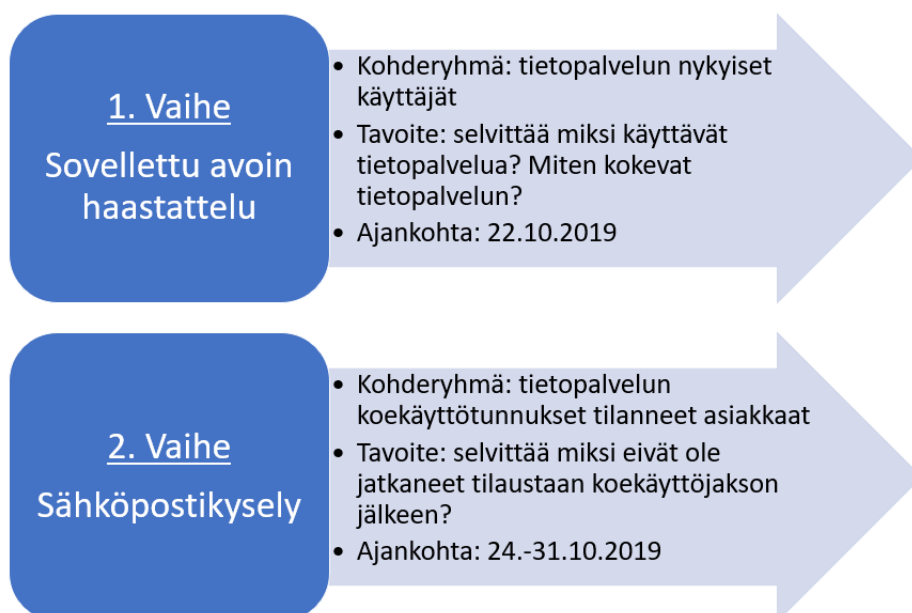 1. Vaihe
Sovellettu avoin
haastattelu
• Kohderyhmä: tietopalvelun nykyiset
käyttäjät
• Tavoite: selvittää miksi käyttävät
tietopalvelua? Miten kokevat
tietopalvelun?
• Ajankohta: 22.10.2019
2. Vaihe
Sähköpostikysely
• Kohderyhmä: tietopalvelun
koekäyttötunnukset tilanneet asiakkaat
• Tavoite: selvittää miksi eivät ole
jatkaneet tilaustaan koekäyttöjakson
jälkeen?
• Ajankohta: 24.-31.10.2019